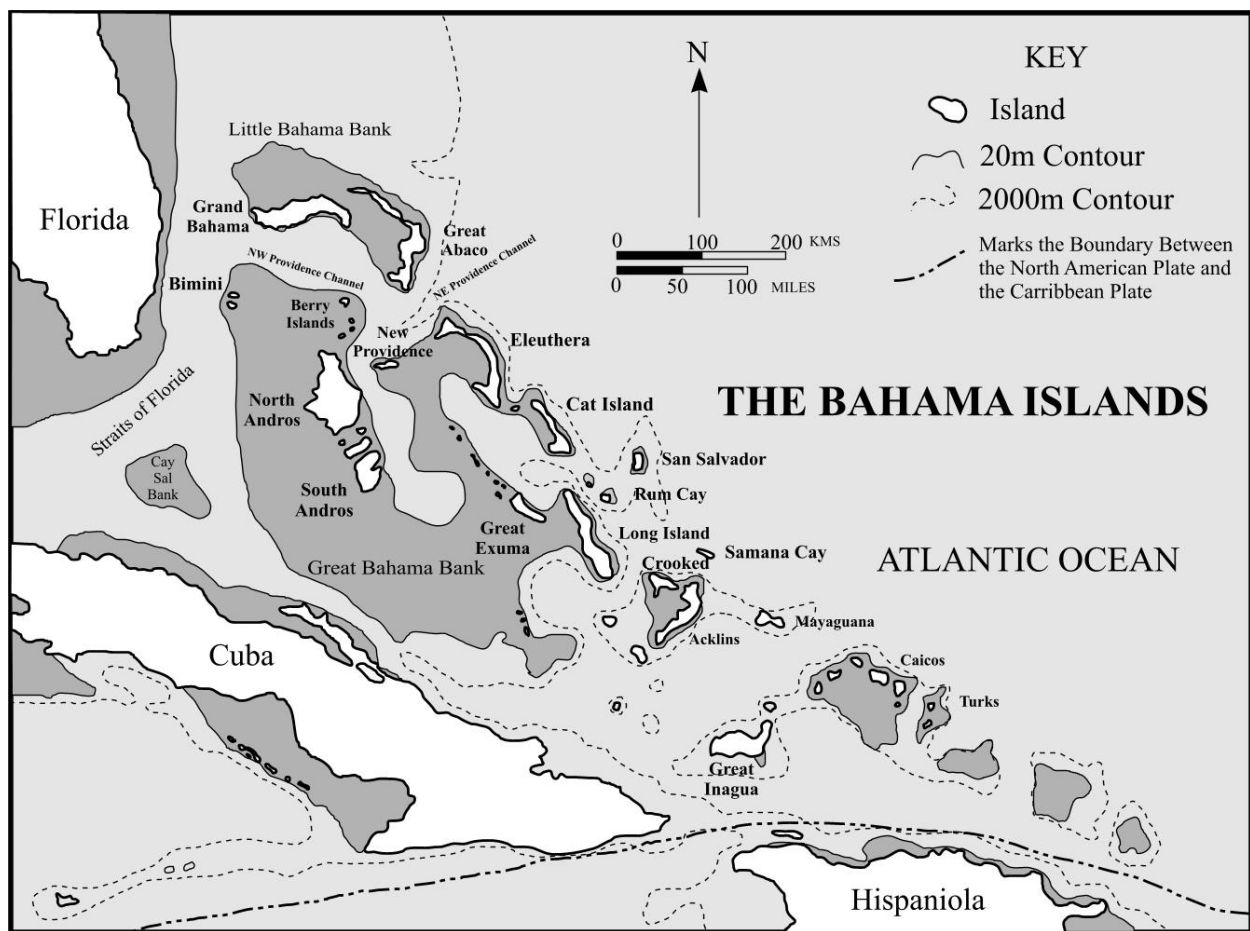 N
KEY
Island
20m Contour
2000m Contour
Marks the Boundary Between
the North American Plate and
the Carribbean Plate
0 100 200 KMS
0 50 100 MILES
Little Bahama Bank
Florida
Grand
Bahama
Great
Abaco
NW Providence Channel
NE Providence Channel
Bimini
Berry
Islands
New
Providence
Eleuthera
THE BAHAMA ISLANDS
North
Andros
Cat Island
Straits of Florida
Cay
Sal
Bank
San Salvador
Rum Cay
South
Andros
Great
Exuma
Long Island
Crooked
Samana Cay
ATLANTIC OCEAN
Great Bahama Bank
Acklins
Mayaguana
Cuba
Caicos
Turks
Great
Inagua
Hispaniola